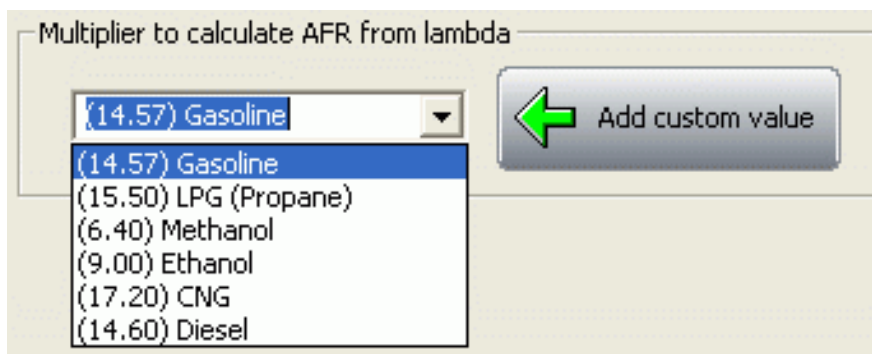 Multiplier to calculate AFR from lambda
(14.57) Gasoline
Add custom value
(14.57) Gasoline
(15.50) LPG (Propane)
(6.40) Methanol
(9.00) Ethanol
(17.20) CNG
(14.60) Diesel